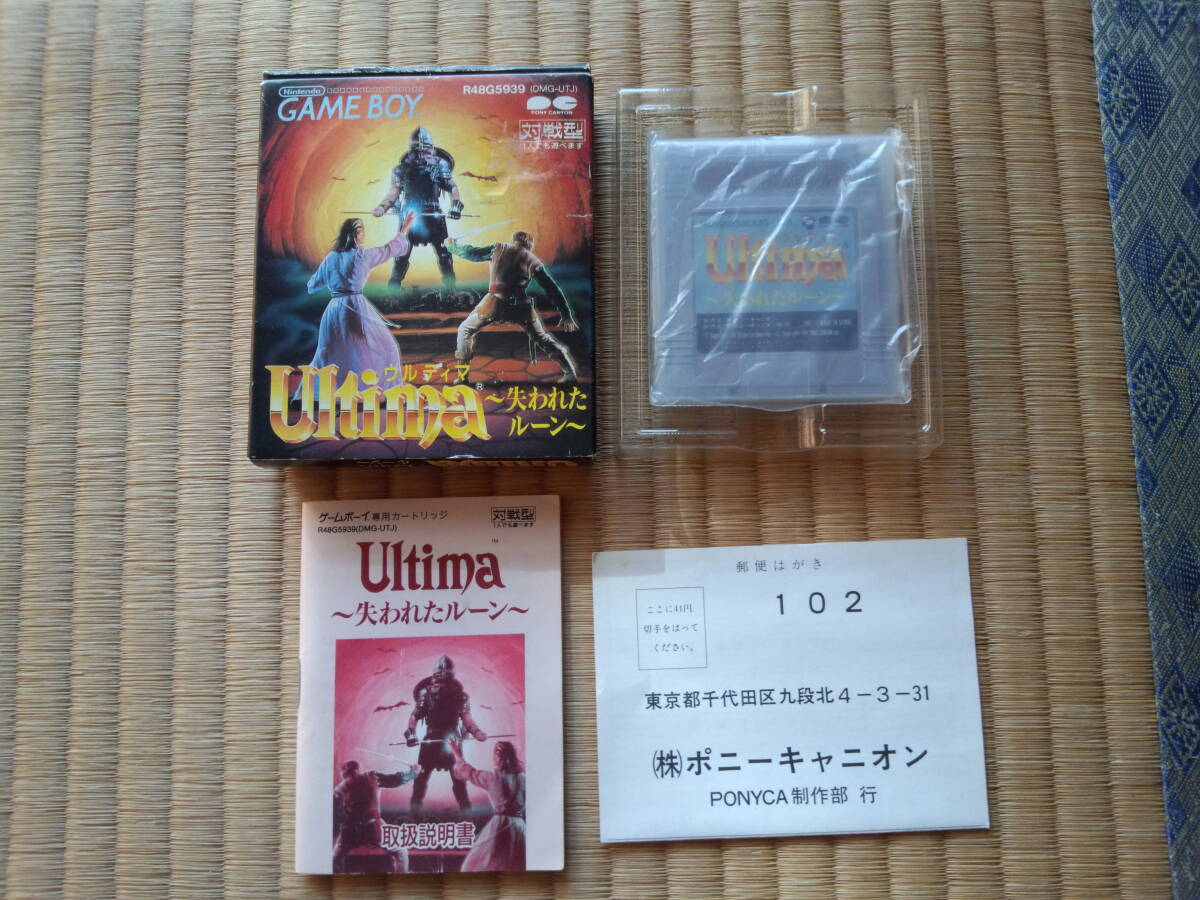 Nintendo
GAME BOY
R48G5939 (DMG-UTJ)
PONY CANYON
対戦型
1人でも遊べます
ウルティマ
Ultima®
～失われた
ルーン～
Ultima
～失われたルーン～
ゲームボーイ専用カートリッジ
R48G5939(DMG-UTJ)
対戦型
1人でも遊べます
Ultima™
～失われたルーン～
取扱説明書
郵便はがき
ここに41円
切手をはって
ください。
102
東京都千代田区九段北4-3-31
㈱ポニーキャニオン
PONYCA制作部 行